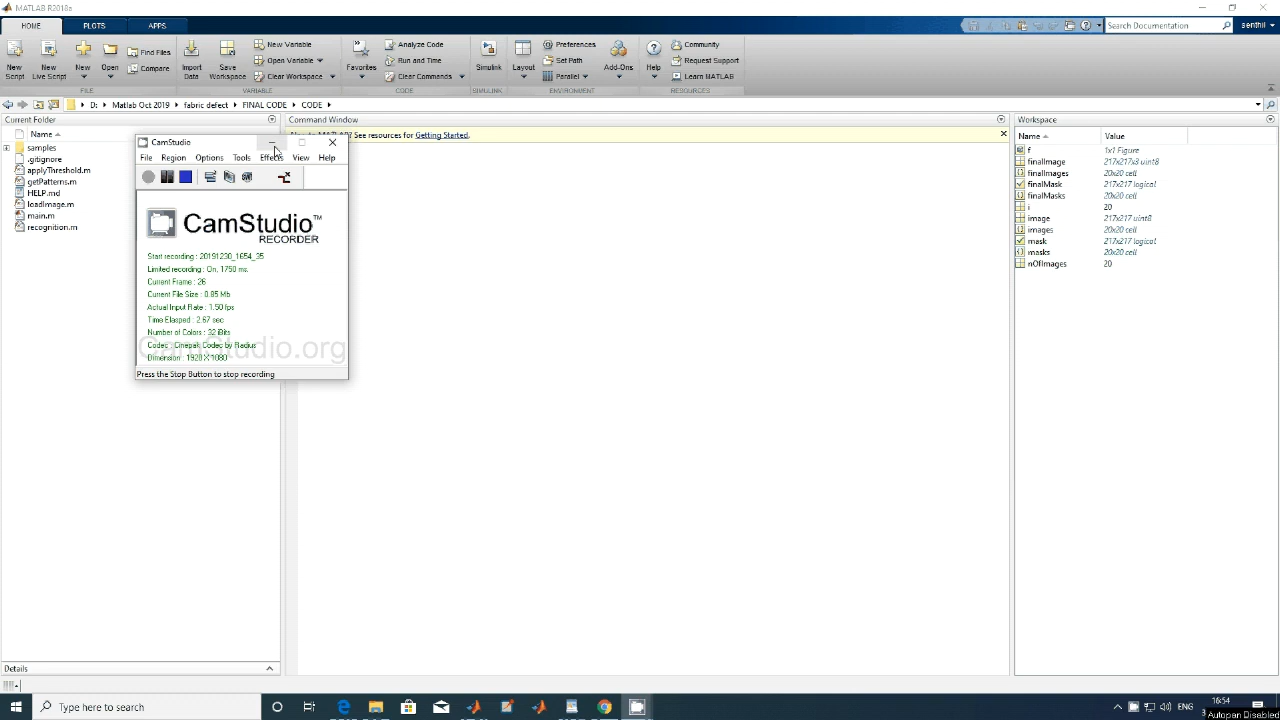 MATLAB R2018a
HOME PLOTS APPS Search Documentation senthil
New Script New Live Script New Open Find Files Compare Import Data Save Workspace New Variable Open Variable Clear Workspace Favorites Analyze Code Run and Time Clear Commands Simulink Layout Preferences Set Path Parallel Add-Ons Help Community Request Support Learn MATLAB
FILE VARIABLE CODE SIMULINK ENVIRONMENT RESOURCES
D: Matlab Oct 2019 fabric defect FINAL CODE CODE
Current Folder
Name
samples
.gitignore
applyThreshold.m
getPatterns.m
HELP.md
loadImage.m
main.m
recognition.m
Details
CamStudio
File Region Options Tools Effects View Help
CamStudio™
RECORDER
Start recording : 20191230_1654_35
Limited recording : On, 1750 ms.
Current Frame : 26
Current File Size : 0.85 Mb
Actual Input Rate : 1.50 fps
Time Elapsed : 2.67 sec
Number of Colors : 32-Bits
Codec : Cinepak Codec by Radius
Dimension : 1920 X 1080
CamStudio.org
Press the Stop Button to stop recording
Command Window
MATLAB? See resources for Getting Started.
Workspace
Name Value
f 1x1 Figure
finalImage 217x217x3 uint8
finalImages 20x20 cell
finalMask 217x217 logical
finalMasks 20x20 cell
i 20
image 217x217 uint8
images 20x20 cell
mask 217x217 logical
masks 20x20 cell
nOfImages 20
Type here to search
ENG
16:54
Autopan Disabled